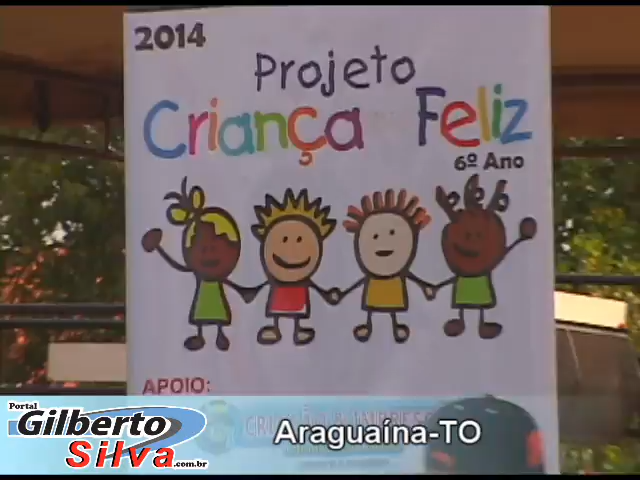 2014
Projeto
Criança Feliz
6º Ano
APOIO:
Portal
Gilberto
Silva.com.br
Araguaína-TO